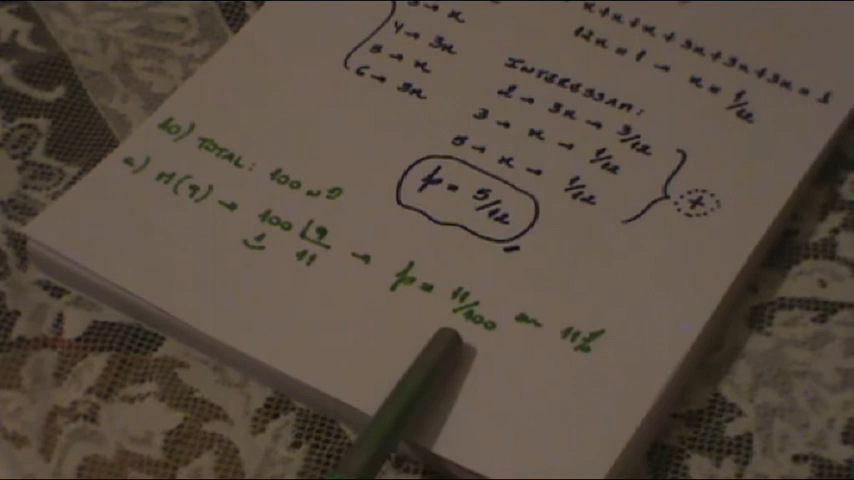 3 → x
4 → 3x
5 → x
6 → 3x
x+x+x+3x+3x+3x = 1
12x = 1 → x = 1/12
INTERESSAM:
2 → 3x → 3/12
3 → x → 1/12
5 → x → 1/12
+
p = 5/12
10) TOTAL: 100 nº
a) M(9) → 100 |9
1 11 → p = 11/100 ou 11%